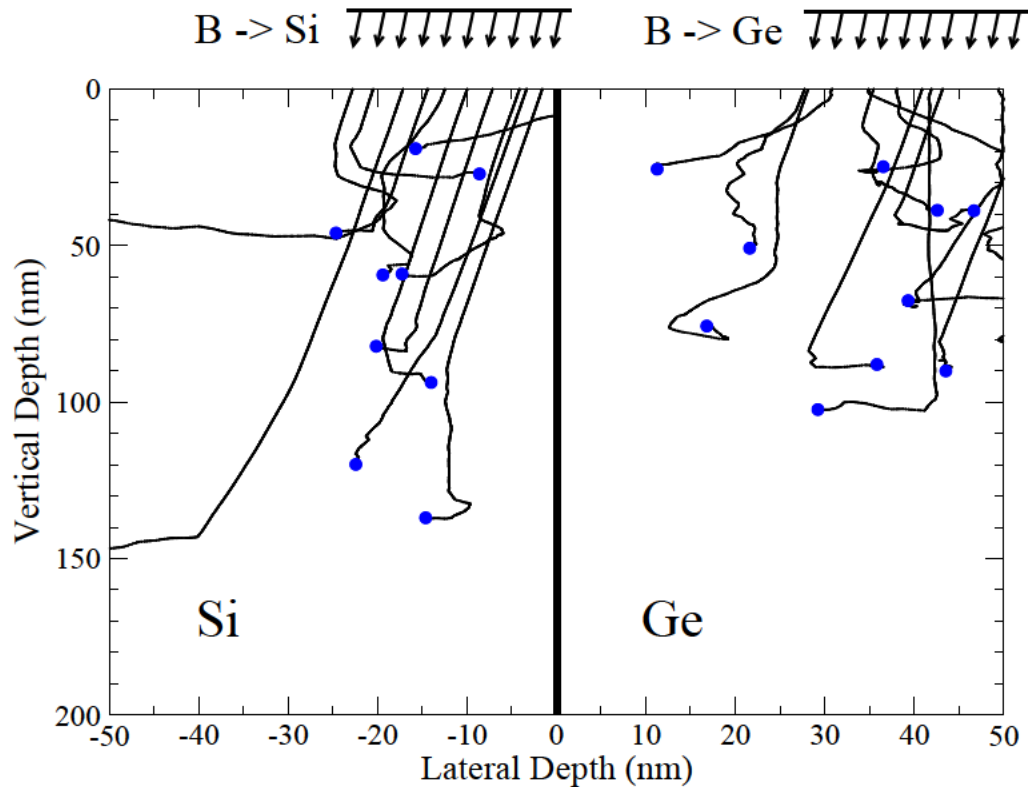 B -> Si
B -> Ge
0
50
100
150
200
Vertical Depth (nm)
Si
Ge
-50 -40 -30 -20 -10 0 10 20 30 40 50
Lateral Depth (nm)